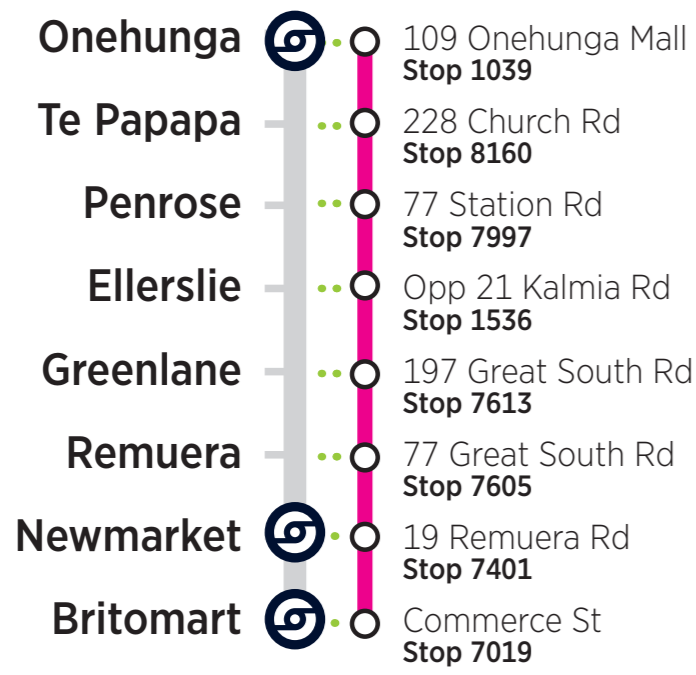 Onehunga
109 Onehunga Mall
Stop 1039
Te Papapa
228 Church Rd
Stop 8160
Penrose
77 Station Rd
Stop 7997
Ellerslie
Opp 21 Kalmia Rd
Stop 1536
Greenlane
197 Great South Rd
Stop 7613
Remuera
77 Great South Rd
Stop 7605
Newmarket
19 Remuera Rd
Stop 7401
Britomart
Commerce St
Stop 7019